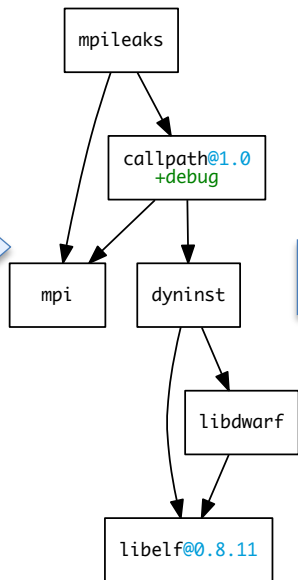 mpileaks
callpath@1.0
+debug
mpi
dyninst
libdwarf
libelf@0.8.11